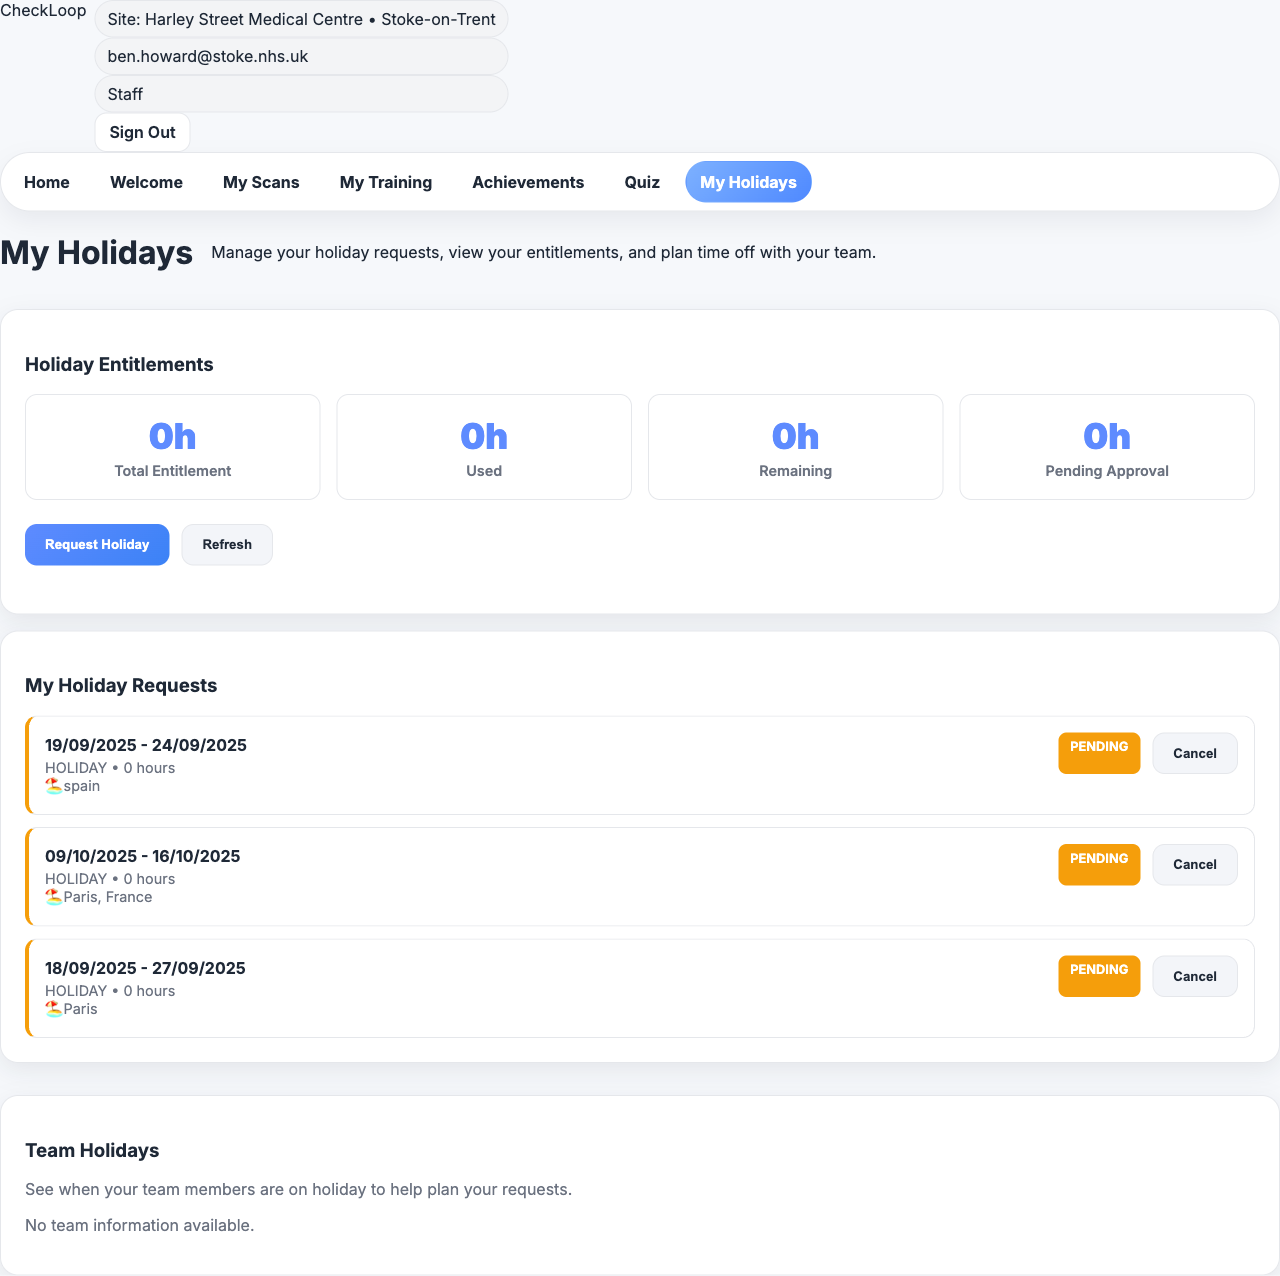 CheckLoop
Site: Harley Street Medical Centre • Stoke-on-Trent
ben.howard@stoke.nhs.uk
Staff
Sign Out
Home Welcome My Scans My Training Achievements Quiz My Holidays
My Holidays Manage your holiday requests, view your entitlements, and plan time off with your team.
Holiday Entitlements
0h 0h 0h 0h
Total Entitlement Used Remaining Pending Approval
Request Holiday Refresh
My Holiday Requests
19/09/2025 - 24/09/2025
PENDING Cancel
HOLIDAY • 0 hours
🏖️spain
09/10/2025 - 16/10/2025
PENDING Cancel
HOLIDAY • 0 hours
🏖️Paris, France
18/09/2025 - 27/09/2025
PENDING Cancel
HOLIDAY • 0 hours
🏖️Paris
Team Holidays
See when your team members are on holiday to help plan your requests.
No team information available.